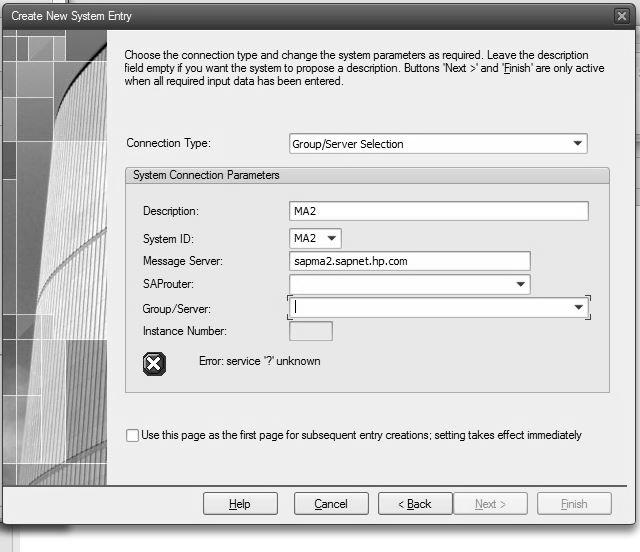 Create New System Entry
Choose the connection type and change the system parameters as required. Leave the description
field empty if you want the system to propose a description. Buttons 'Next >' and 'Finish' are only active
when all required input data has been entered.
Connection Type: Group/Server Selection
System Connection Parameters
Description: MA2
System ID: MA2
Message Server: sapma2.sapnet.hp.com
SAProuter:
Group/Server:
Instance Number:
Error: service '?' unknown
Use this page as the first page for subsequent entry creations; setting takes effect immediately
Help Cancel < Back Next > Finish